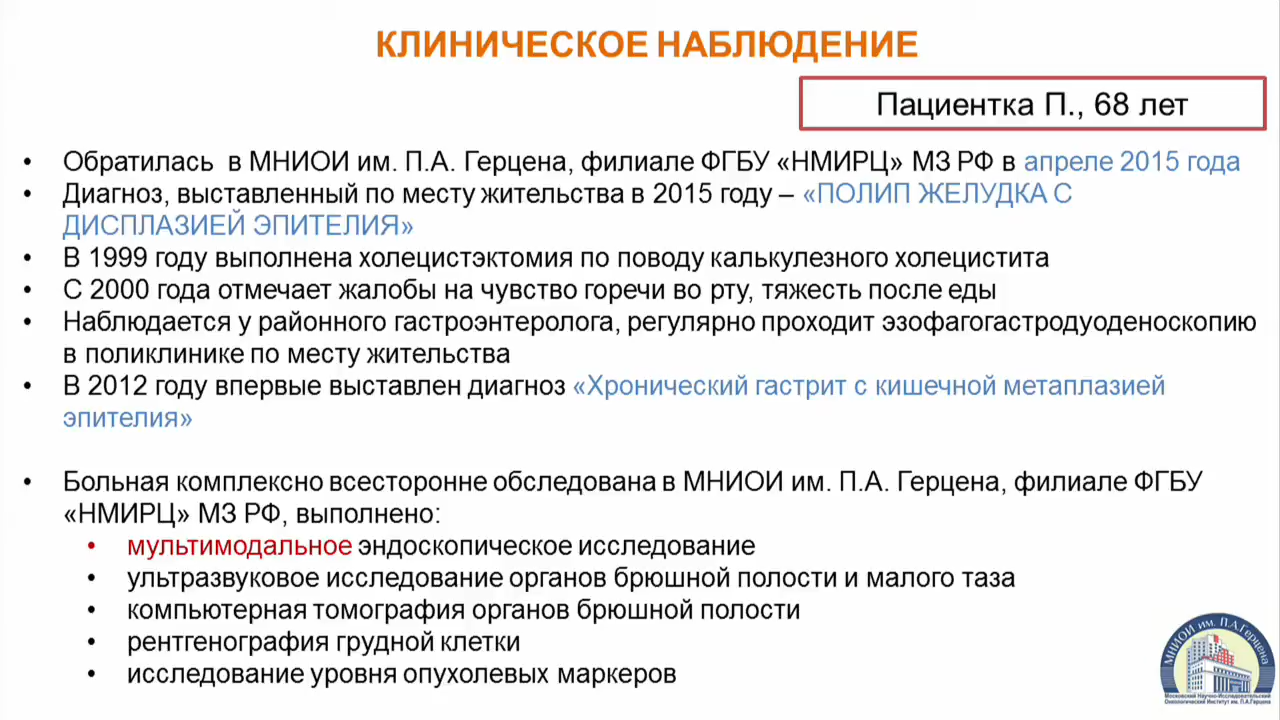 КЛИНИЧЕСКОЕ НАБЛЮДЕНИЕ
Пациентка П., 68 лет
• Обратилась в МНИОИ им. П.А. Герцена, филиале ФГБУ «НМИРЦ» МЗ РФ в апреле 2015 года
• Диагноз, выставленный по месту жительства в 2015 году – «ПОЛИП ЖЕЛУДКА С
ДИСПЛАЗИЕЙ ЭПИТЕЛИЯ»
• В 1999 году выполнена холецистэктомия по поводу калькулезного холецистита
• С 2000 года отмечает жалобы на чувство горечи во рту, тяжесть после еды
• Наблюдается у районного гастроэнтеролога, регулярно проходит эзофагогастродуоденоскопию
в поликлинике по месту жительства
• В 2012 году впервые выставлен диагноз «Хронический гастрит с кишечной метаплазией
эпителия»
• Больная комплексно всесторонне обследована в МНИОИ им. П.А. Герцена, филиале ФГБУ
«НМИРЦ» МЗ РФ, выполнено:
• мультимодальное эндоскопическое исследование
• ультразвуковое исследование органов брюшной полости и малого таза
• компьютерная томография органов брюшной полости
• рентгенография грудной клетки
• исследование уровня опухолевых маркеров
МНИОИ им. П.А.Герцена
Московский Научно-Исследовательский
Онкологический Институт им. П.А.Герцена